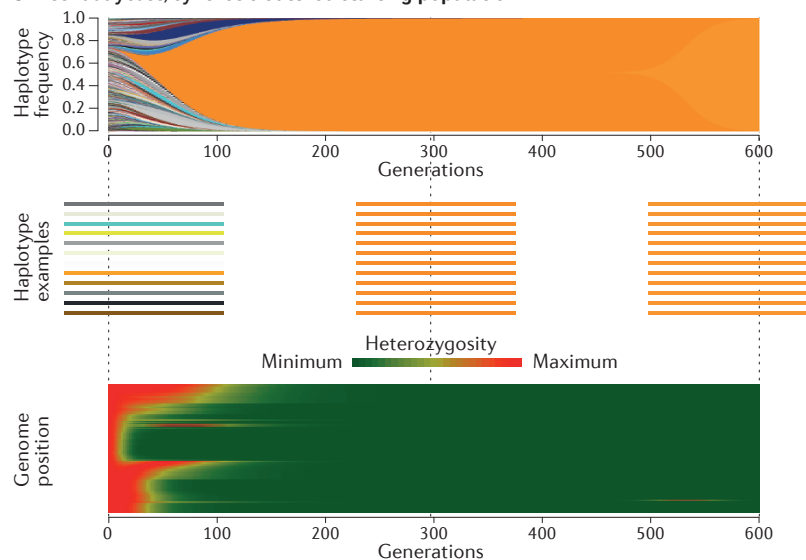 1.0
0.8
0.6
0.4
0.2
0.0
Haplotype
frequency
0 100 200 300 400 500 600
Generations
Haplotype
examples
Heterozygosity
Minimum Maximum
Genome
position
0 100 200 300 400 500 600
Generations